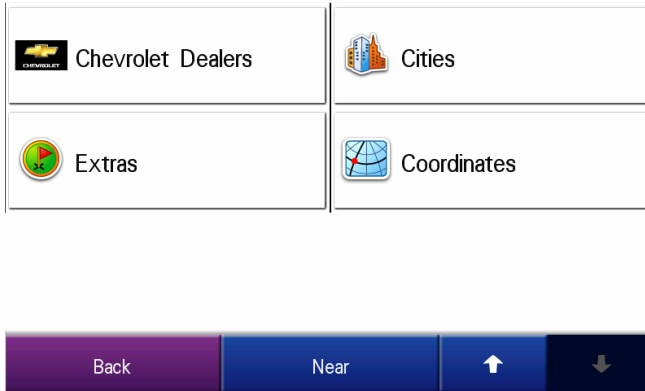 CHEVROLET
Chevrolet Dealers
Cities
Extras
Coordinates
Back
Near